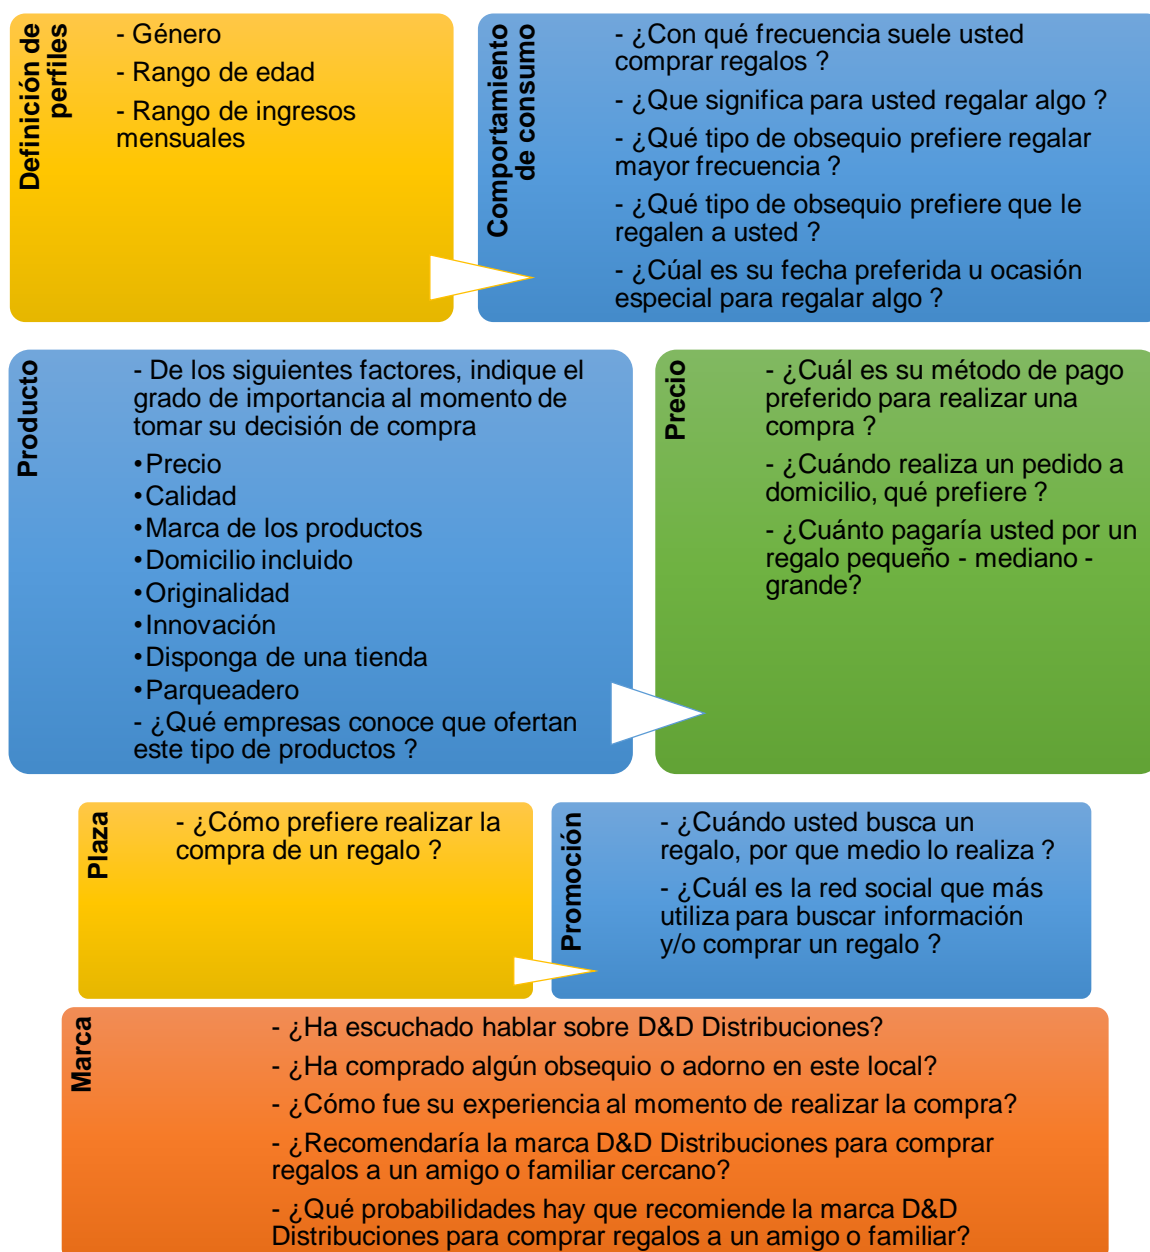 Definición de
perfiles
- Género
- Rango de edad
- Rango de ingresos
mensuales
Comportamiento
de consumo
- ¿Con qué frecuencia suele usted
comprar regalos ?
- ¿Que significa para usted regalar algo ?
- ¿Qué tipo de obsequio prefiere regalar
mayor frecuencia ?
- ¿Qué tipo de obsequio prefiere que le
regalen a usted ?
- ¿Cúal es su fecha preferida u ocasión
especial para regalar algo ?
Producto
- De los siguientes factores, indique el
grado de importancia al momento de
tomar su decisión de compra
•Precio
•Calidad
•Marca de los productos
•Domicilio incluido
•Originalidad
•Innovación
•Disponga de una tienda
•Parqueadero
- ¿Qué empresas conoce que ofertan
este tipo de productos ?
Precio
- ¿Cuál es su método de pago
preferido para realizar una
compra ?
- ¿Cuándo realiza un pedido a
domicilio, qué prefiere ?
- ¿Cuánto pagaría usted por un
regalo pequeño - mediano -
grande?
Plaza
- ¿Cómo prefiere realizar la
compra de un regalo ?
Promoción
- ¿Cuándo usted busca un
regalo, por que medio lo realiza ?
- ¿Cuál es la red social que más
utiliza para buscar información
y/o comprar un regalo ?
Marca
- ¿Ha escuchado hablar sobre D&D Distribuciones?
- ¿Ha comprado algún obsequio o adorno en este local?
- ¿Cómo fue su experiencia al momento de realizar la compra?
- ¿Recomendaría la marca D&D Distribuciones para comprar
regalos a un amigo o familiar cercano?
- ¿Qué probabilidades hay que recomiende la marca D&D
Distribuciones para comprar regalos a un amigo o familiar?